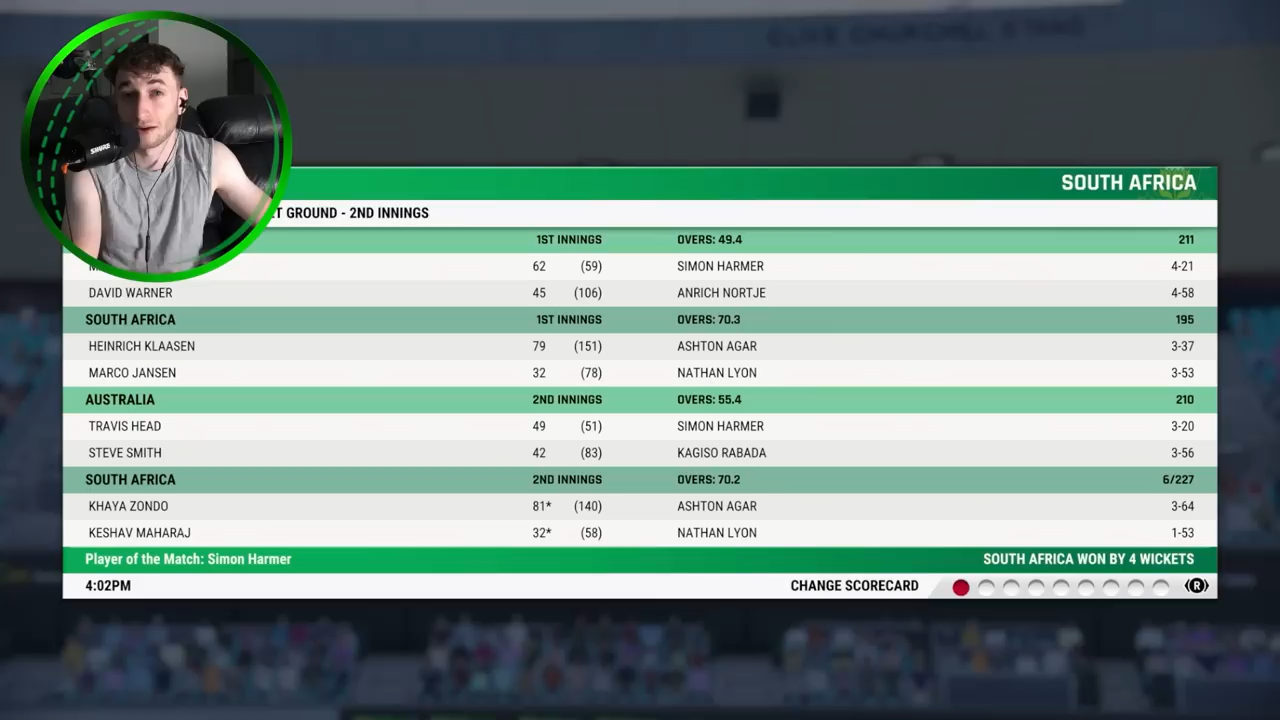 SHURE
SOUTH AFRICA
GROUND - 2ND INNINGS
1ST INNINGS OVERS: 49.4 211
62 (59) SIMON HARMER 4-21
DAVID WARNER 45 (106) ANRICH NORTJE 4-58
SOUTH AFRICA 1ST INNINGS OVERS: 70.3 195
HEINRICH KLAASEN 79 (151) ASHTON AGAR 3-37
MARCO JANSEN 32 (78) NATHAN LYON 3-53
AUSTRALIA 2ND INNINGS OVERS: 55.4 210
TRAVIS HEAD 49 (51) SIMON HARMER 3-20
STEVE SMITH 42 (83) KAGISO RABADA 3-56
SOUTH AFRICA 2ND INNINGS OVERS: 70.2 6/227
KHAYA ZONDO 81* (140) ASHTON AGAR 3-64
KESHAV MAHARAJ 32* (58) NATHAN LYON 1-53
Player of the Match: Simon Harmer SOUTH AFRICA WON BY 4 WICKETS
4:02PM CHANGE SCORECARD R